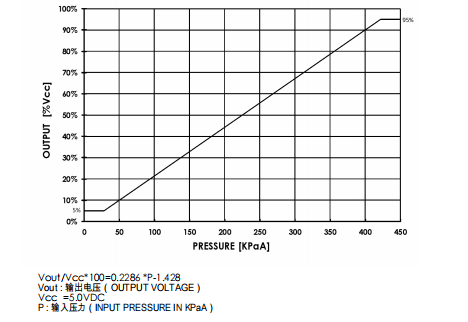 100%
90%
80%
70%
60%
50%
40%
30%
20%
10%
0%
95%
5%
OUTPUT [%Vcc]
0 50 100 150 200 250 300 350 400 450
PRESSURE [KPaA]
Vout/Vcc*100=0.2286 *P-1.428
Vout : 输出电压 ( OUTPUT VOLTAGE )
Vcc =5.0VDC
P : 输入压力 ( INPUT PRESSURE IN KPaA )